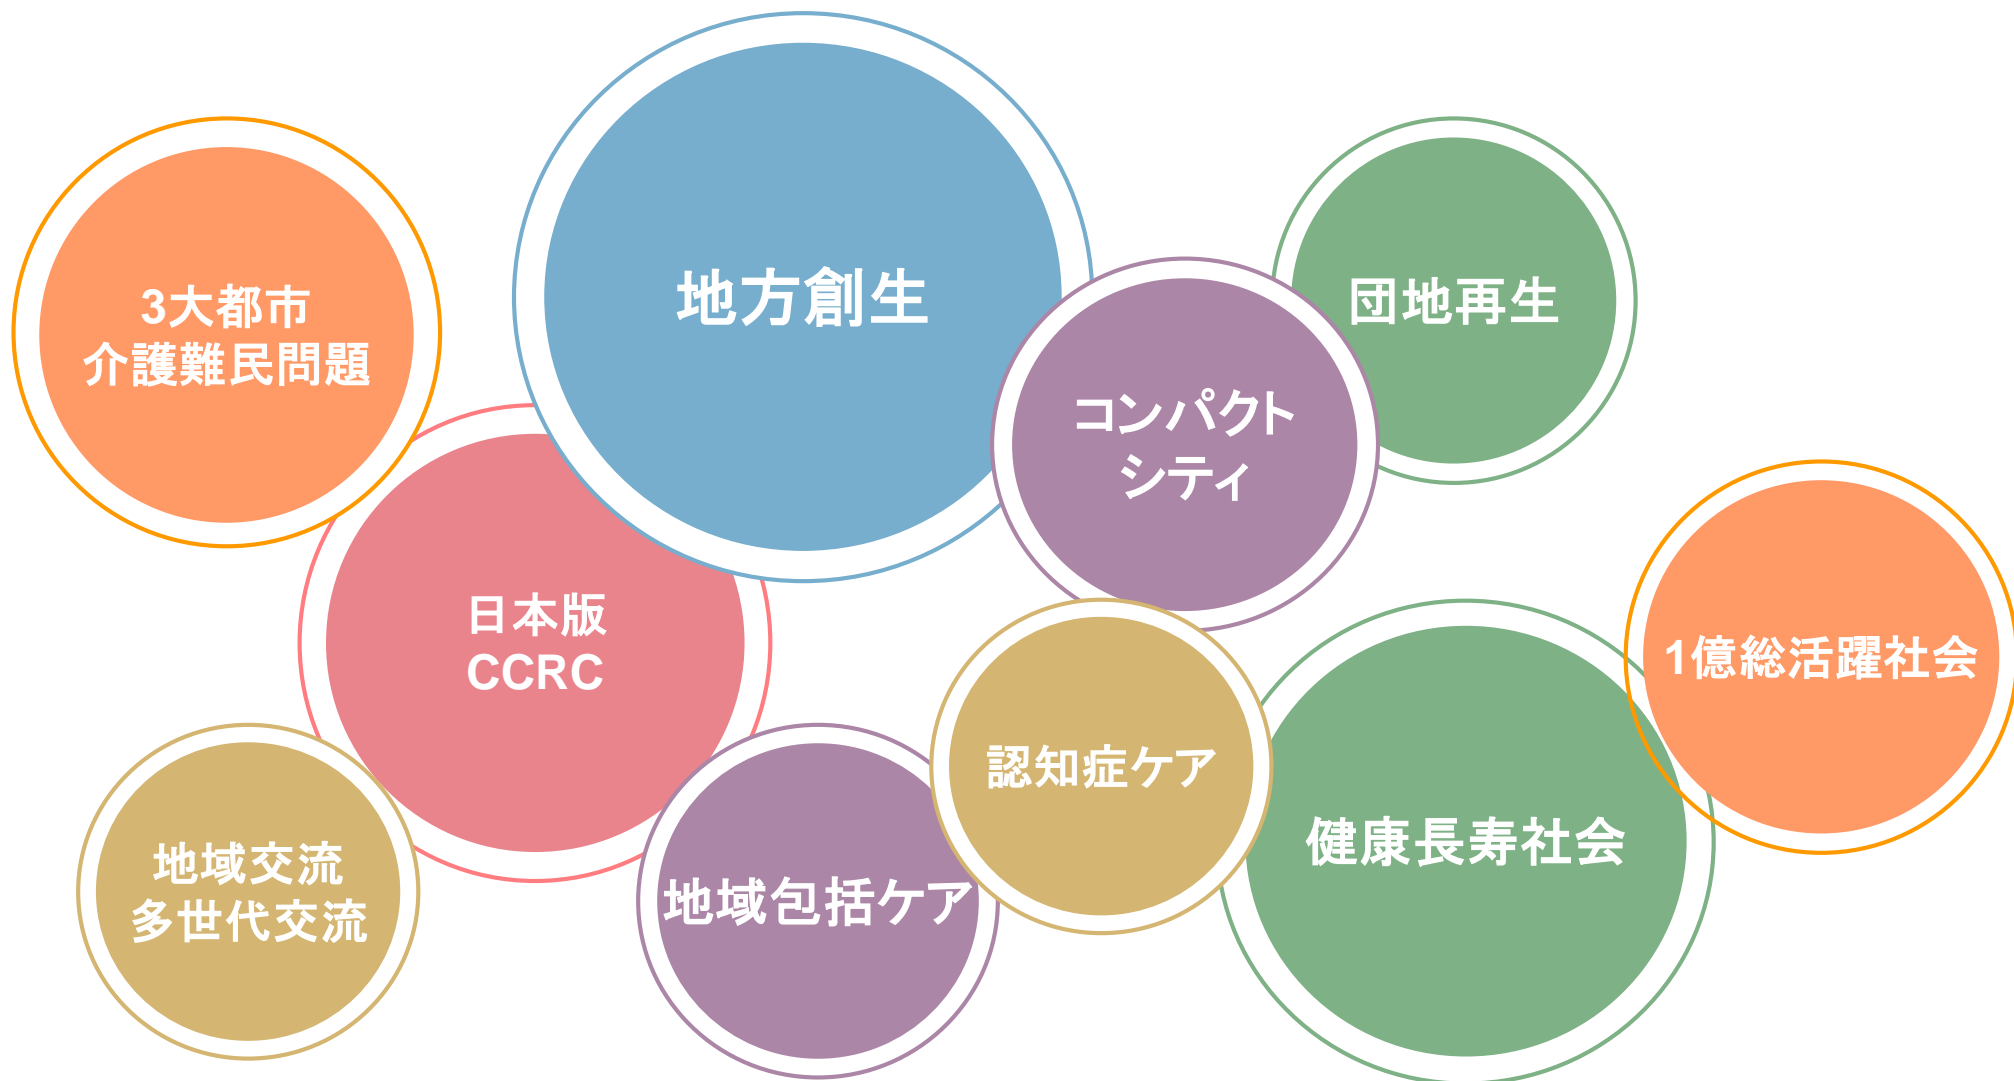 地方創生
3大都市
介護難民問題
団地再生
コンパクト
シティ
日本版
CCRC
1億総活躍社会
認知症ケア
健康長寿社会
地域交流
多世代交流
地域包括ケア